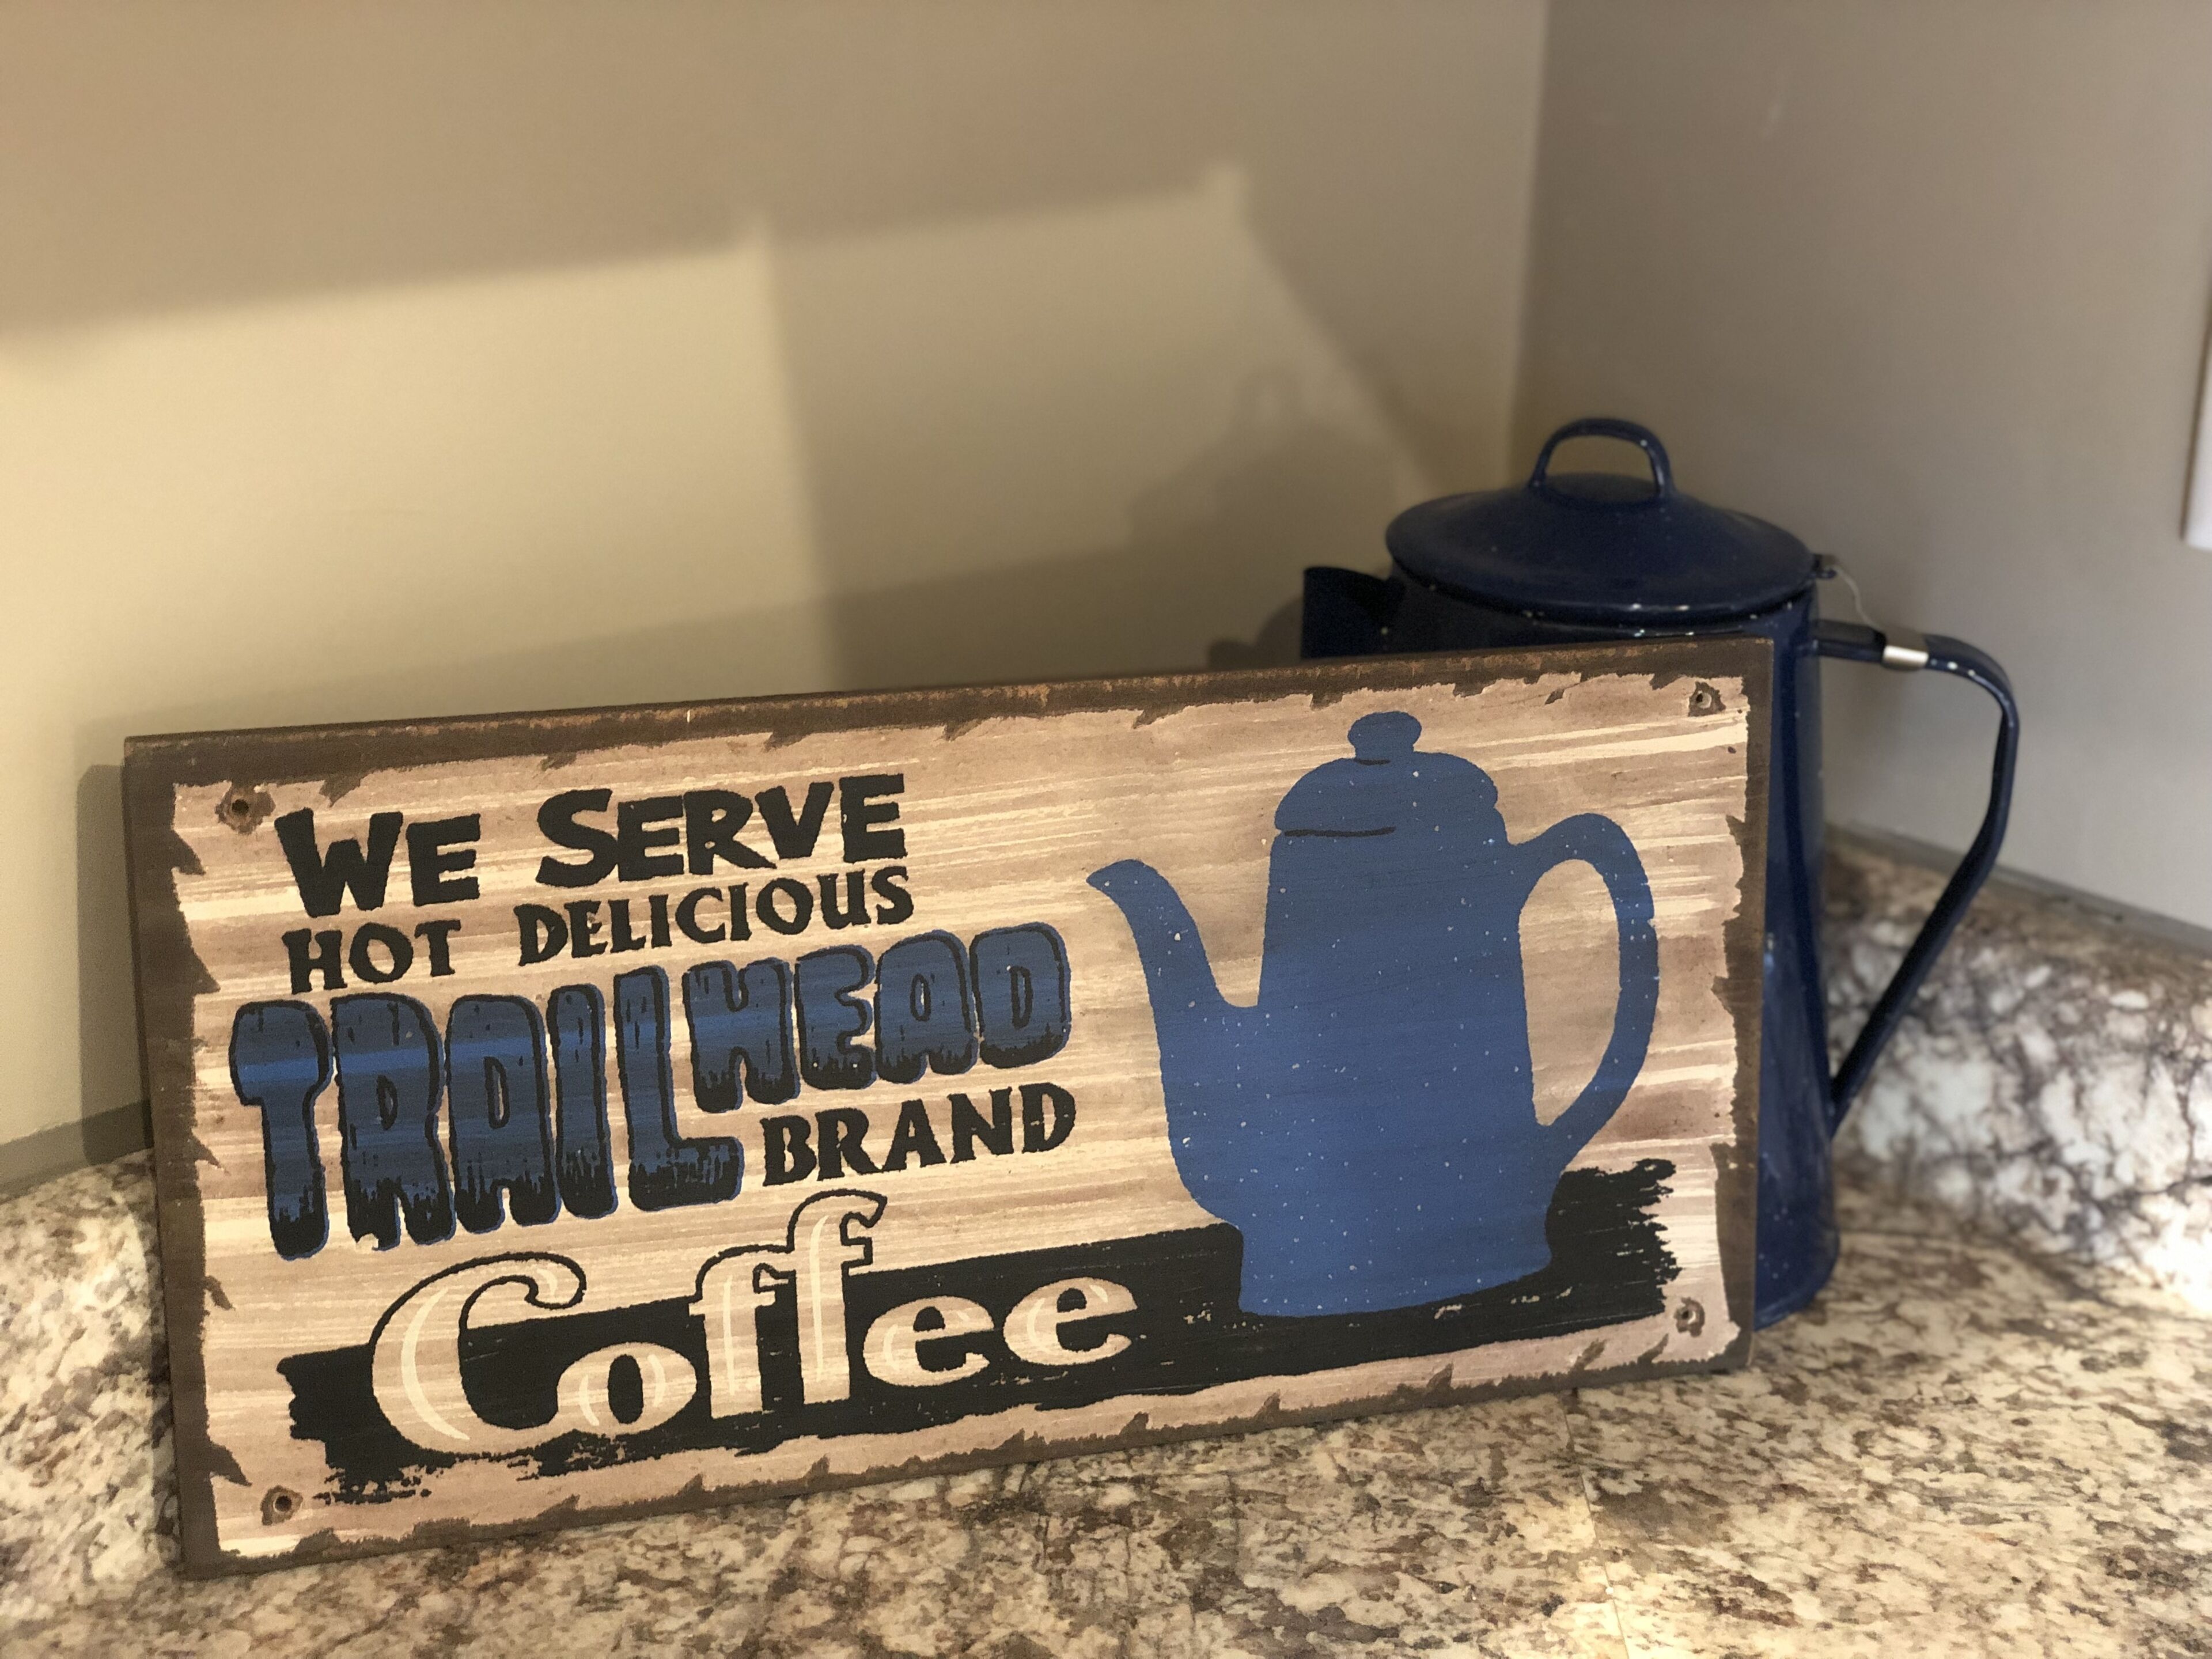 WE SERVE
HOT DELICIOUS
TRAILHEAD
BRAND
Coffee